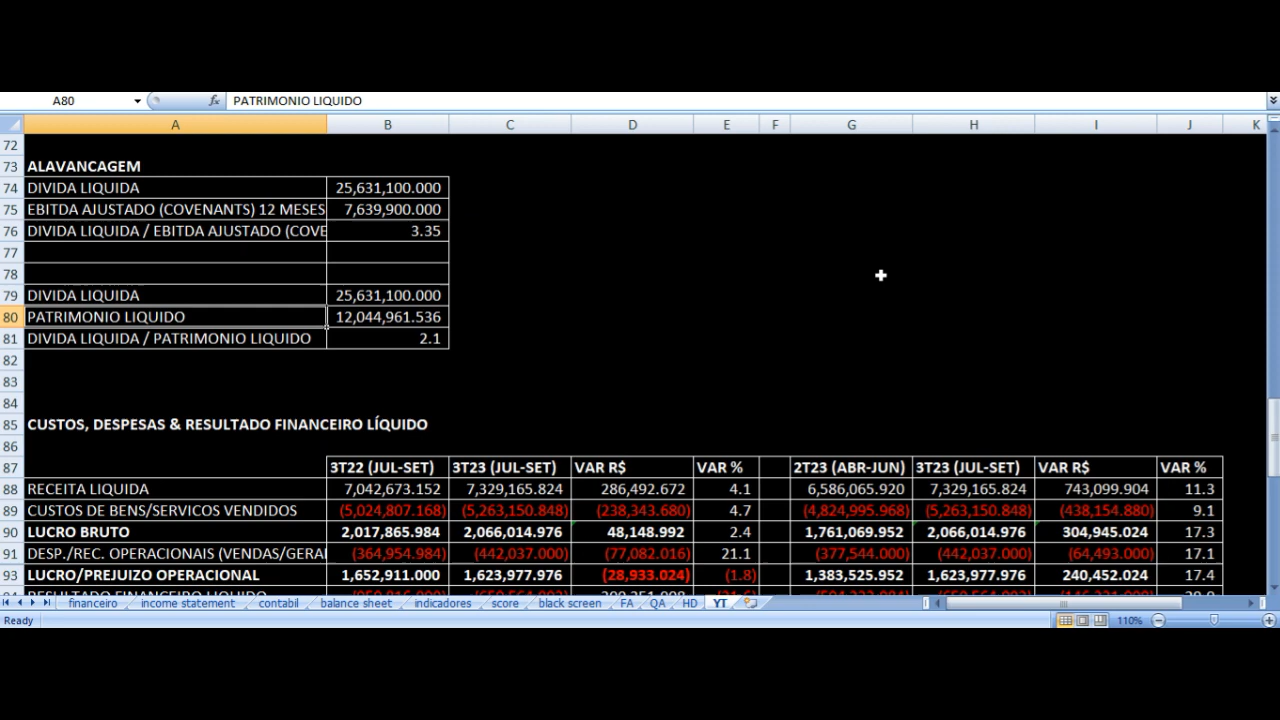 A80 fx PATRIMONIO LIQUIDO
A B C D E F G H I J K
72
73 ALAVANCAGEM
74 DIVIDA LIQUIDA 25,631,100.000
75 EBITDA AJUSTADO (COVENANTS) 12 MESES 7,639,900.000
76 DIVIDA LIQUIDA / EBITDA AJUSTADO (COVE 3.35
77
78
79 DIVIDA LIQUIDA 25,631,100.000
80 PATRIMONIO LIQUIDO 12,044,961.536
81 DIVIDA LIQUIDA / PATRIMONIO LIQUIDO 2.1
82
83
84
85 CUSTOS, DESPESAS & RESULTADO FINANCEIRO LÍQUIDO
86
87 3T22 (JUL-SET) 3T23 (JUL-SET) VAR R$ VAR % 2T23 (ABR-JUN) 3T23 (JUL-SET) VAR R$ VAR %
88 RECEITA LIQUIDA 7,042,673.152 7,329,165.824 286,492.672 4.1 6,586,065.920 7,329,165.824 743,099.904 11.3
89 CUSTOS DE BENS/SERVICOS VENDIDOS (5,024,807.168) (5,263,150.848) (238,343.680) 4.7 (4,824,995.968) (5,263,150.848) (438,154.880) 9.1
90 LUCRO BRUTO 2,017,865.984 2,066,014.976 48,148.992 2.4 1,761,069.952 2,066,014.976 304,945.024 17.3
91 DESP./REC. OPERACIONAIS (VENDAS/GERAI (364,954.984) (442,037.000) (77,082.016) 21.1 (377,544.000) (442,037.000) (64,493.000) 17.1
93 LUCRO/PREJUIZO OPERACIONAL 1,652,911.000 1,623,977.976 (28,933.024) (1.8) 1,383,525.952 1,623,977.976 240,452.024 17.4
financeiro income statement contabil balance sheet indicadores score black screen FA QA HD YT
Ready 110%